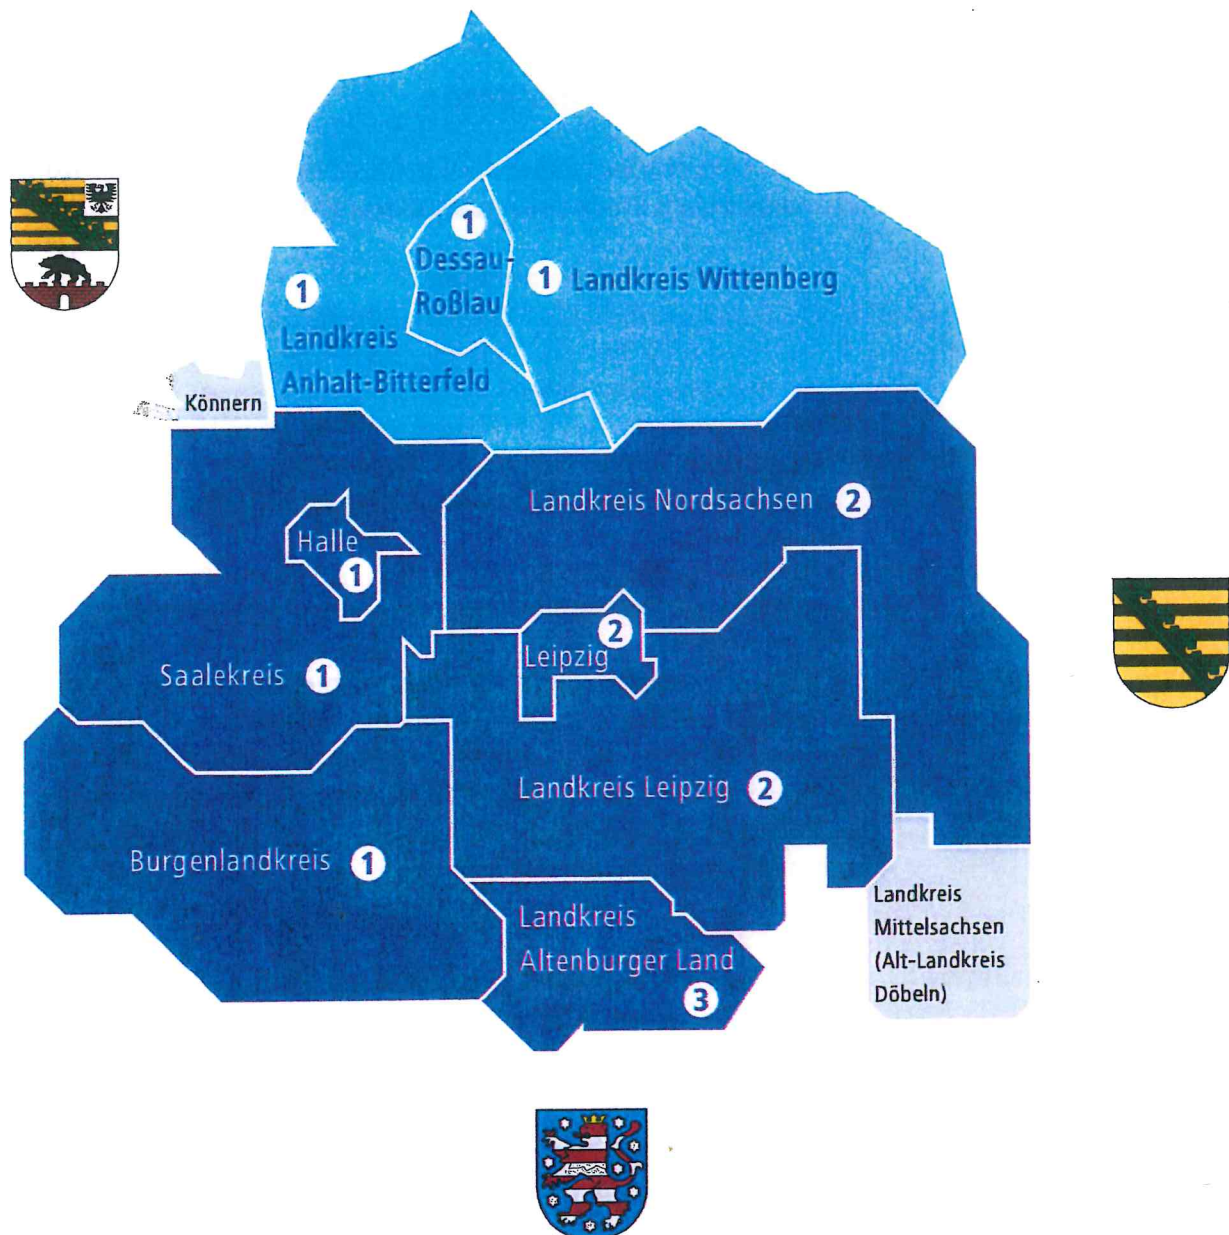 1
Dessau-
Roßlau
1 Landkreis Wittenberg
1
Landkreis
Anhalt-Bitterfeld
Könnern
Landkreis Nordsachsen 2
Halle
1
2
Leipzig
Saalekreis 1
Landkreis Leipzig 2
Burgenlandkreis 1
Landkreis
Altenburger Land
3
Landkreis
Mittelsachsen
(Alt-Landkreis
Döbeln)